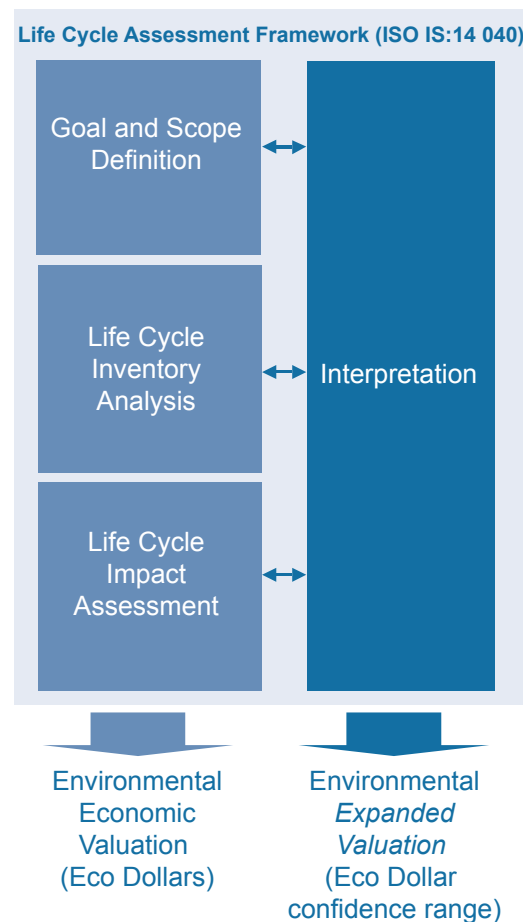 Life Cycle Assessment Framework (ISO IS:14 040)
Goal and Scope
Definition
Life Cycle
Inventory
Analysis
Interpretation
Life Cycle
Impact
Assessment
Environmental
Economic
Valuation
(Eco Dollars)
Environmental
Expanded
Valuation
(Eco Dollar
confidence range)